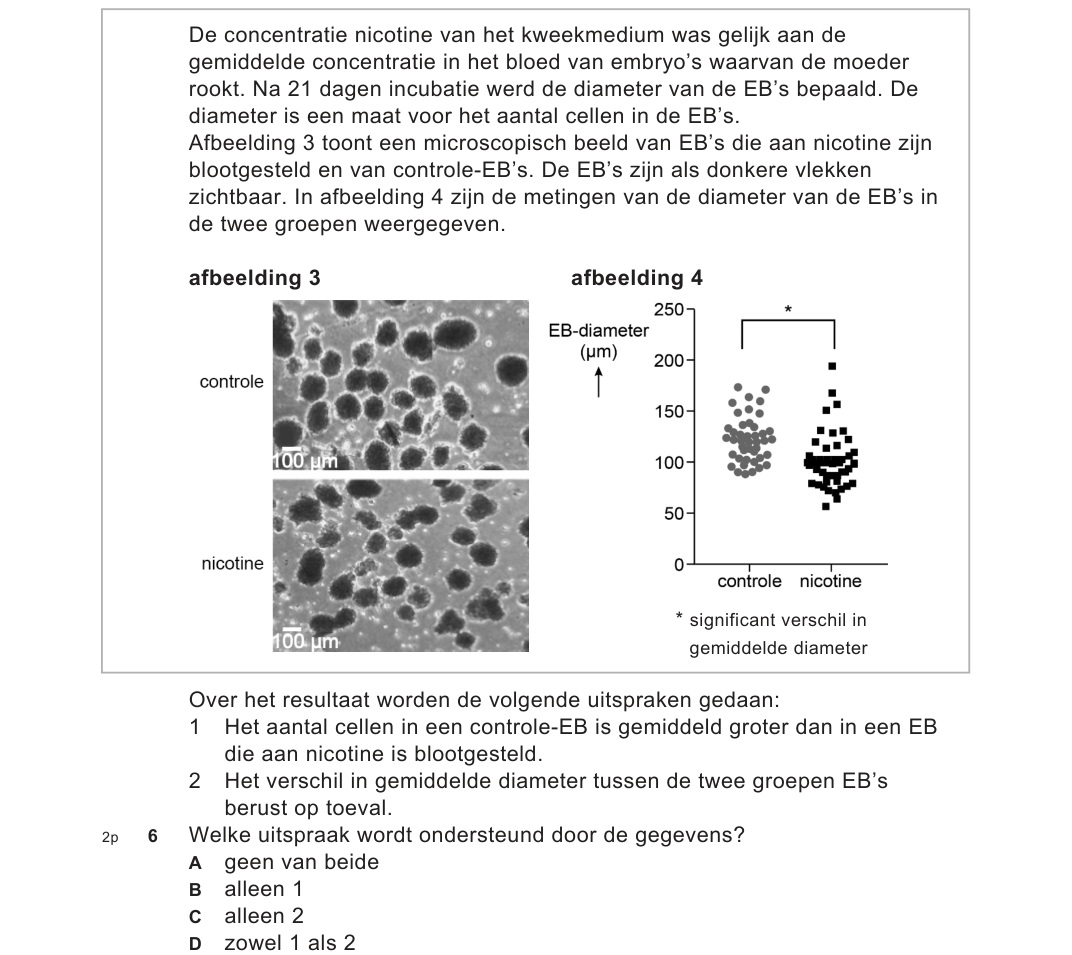 De concentratie nicotine van het kweekmedium was gelijk aan de
gemiddelde concentratie in het bloed van embryo’s waarvan de moeder
rookt. Na 21 dagen incubatie werd de diameter van de EB’s bepaald. De
diameter is een maat voor het aantal cellen in de EB’s.
Afbeelding 3 toont een microscopisch beeld van EB’s die aan nicotine zijn
blootgesteld en van controle-EB’s. De EB’s zijn als donkere vlekken
zichtbaar. In afbeelding 4 zijn de metingen van de diameter van de EB’s in
de twee groepen weergegeven.
afbeelding 3
controle
100 µm
nicotine
100 µm
afbeelding 4
EB-diameter
(µm)
250
200
150
100
50
0
*
controle nicotine
* significant verschil in
gemiddelde diameter
Over het resultaat worden de volgende uitspraken gedaan:
1 Het aantal cellen in een controle-EB is gemiddeld groter dan in een EB
die aan nicotine is blootgesteld.
2 Het verschil in gemiddelde diameter tussen de twee groepen EB’s
berust op toeval.
2p 6 Welke uitspraak wordt ondersteund door de gegevens?
A geen van beide
B alleen 1
C alleen 2
D zowel 1 als 2